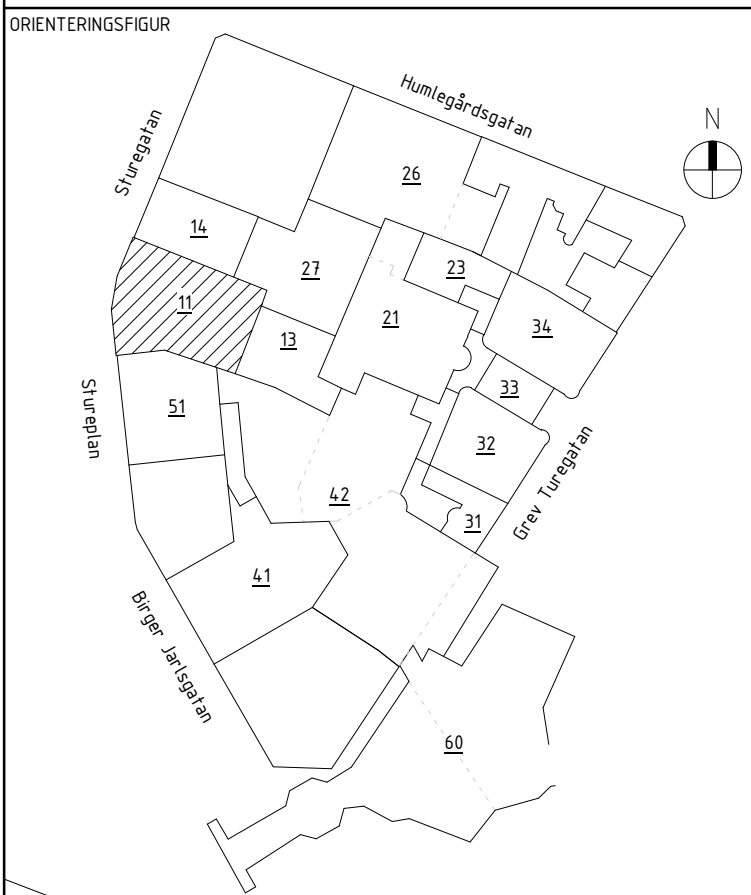 ORIENTERINGSFIGUR
Humlegårdsgatan
Sturegatan
N
26
14
27
23
11
21
34
13
33
51
Stureplan
32
42
Grev Turegatan
31
41
Birger Jarlsgatan
60